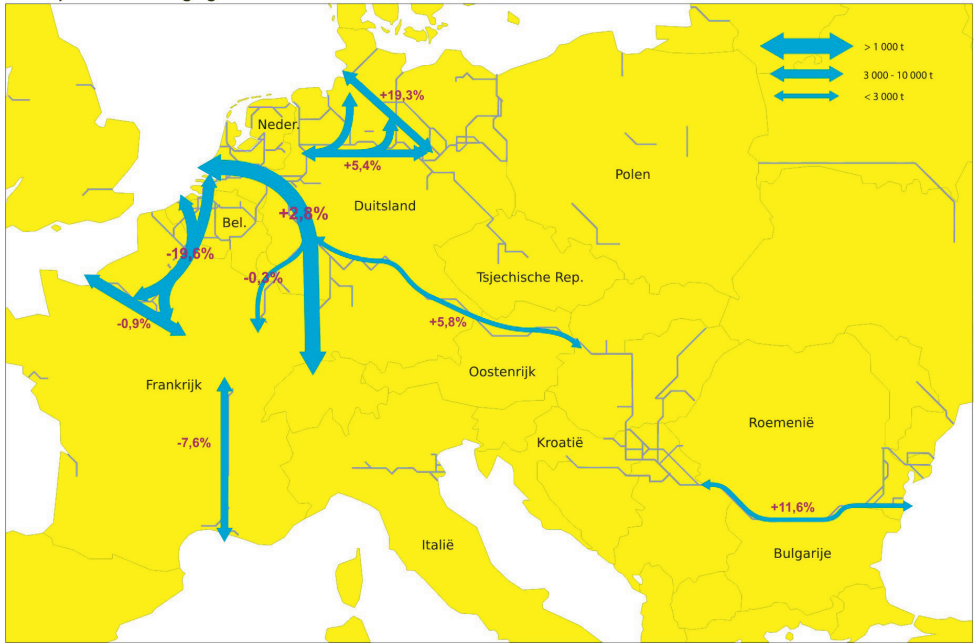 > 1 000 t
3 000 - 10 000 t
< 3 000 t
+19,3%
Neder.
+5,4%
Polen
Duitsland
+2,8%
Bel.
-19,6%
-0,3%
Tsjechische Rep.
-0,9%
+5,8%
Oostenrijk
Frankrijk
Roemenië
-7,6%
Kroatië
+11,6%
Italië
Bulgarije